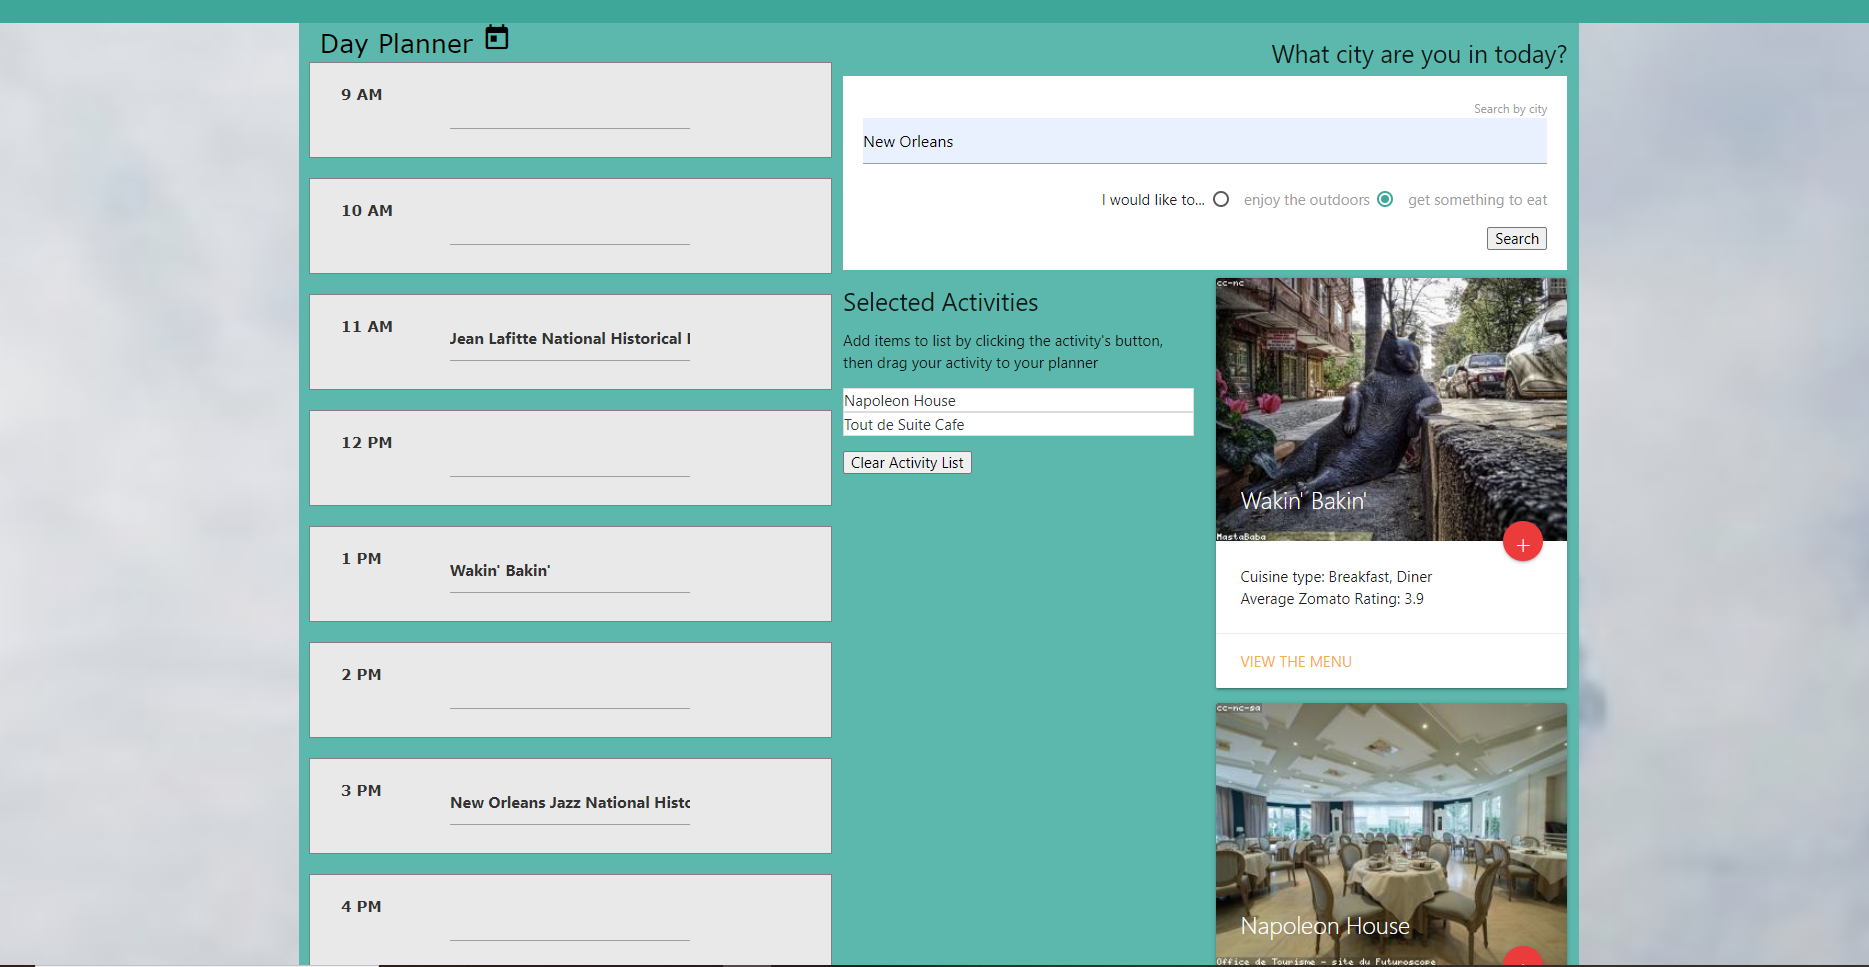 Day Planner
9 AM
10 AM
11 AM
Jean Lafitte National Historical
12 PM
1 PM
Wakin' Bakin'
2 PM
3 PM
New Orleans Jazz National Histo
4 PM
What city are you in today?
Search by city
New Orleans
I would like to... enjoy the outdoors get something to eat
Search
Selected Activities
Add items to list by clicking the activity's button,
then drag your activity to your planner
Napoleon House
Tout de Suite Cafe
Clear Activity List
cc-nc
Wakin' Bakin'
MastaBaba
+
Cuisine type: Breakfast, Diner
Average Zomato Rating: 3.9
VIEW THE MENU
cc-nc-sa
Napoleon House
Office de Tourisme - site du Futuroscope